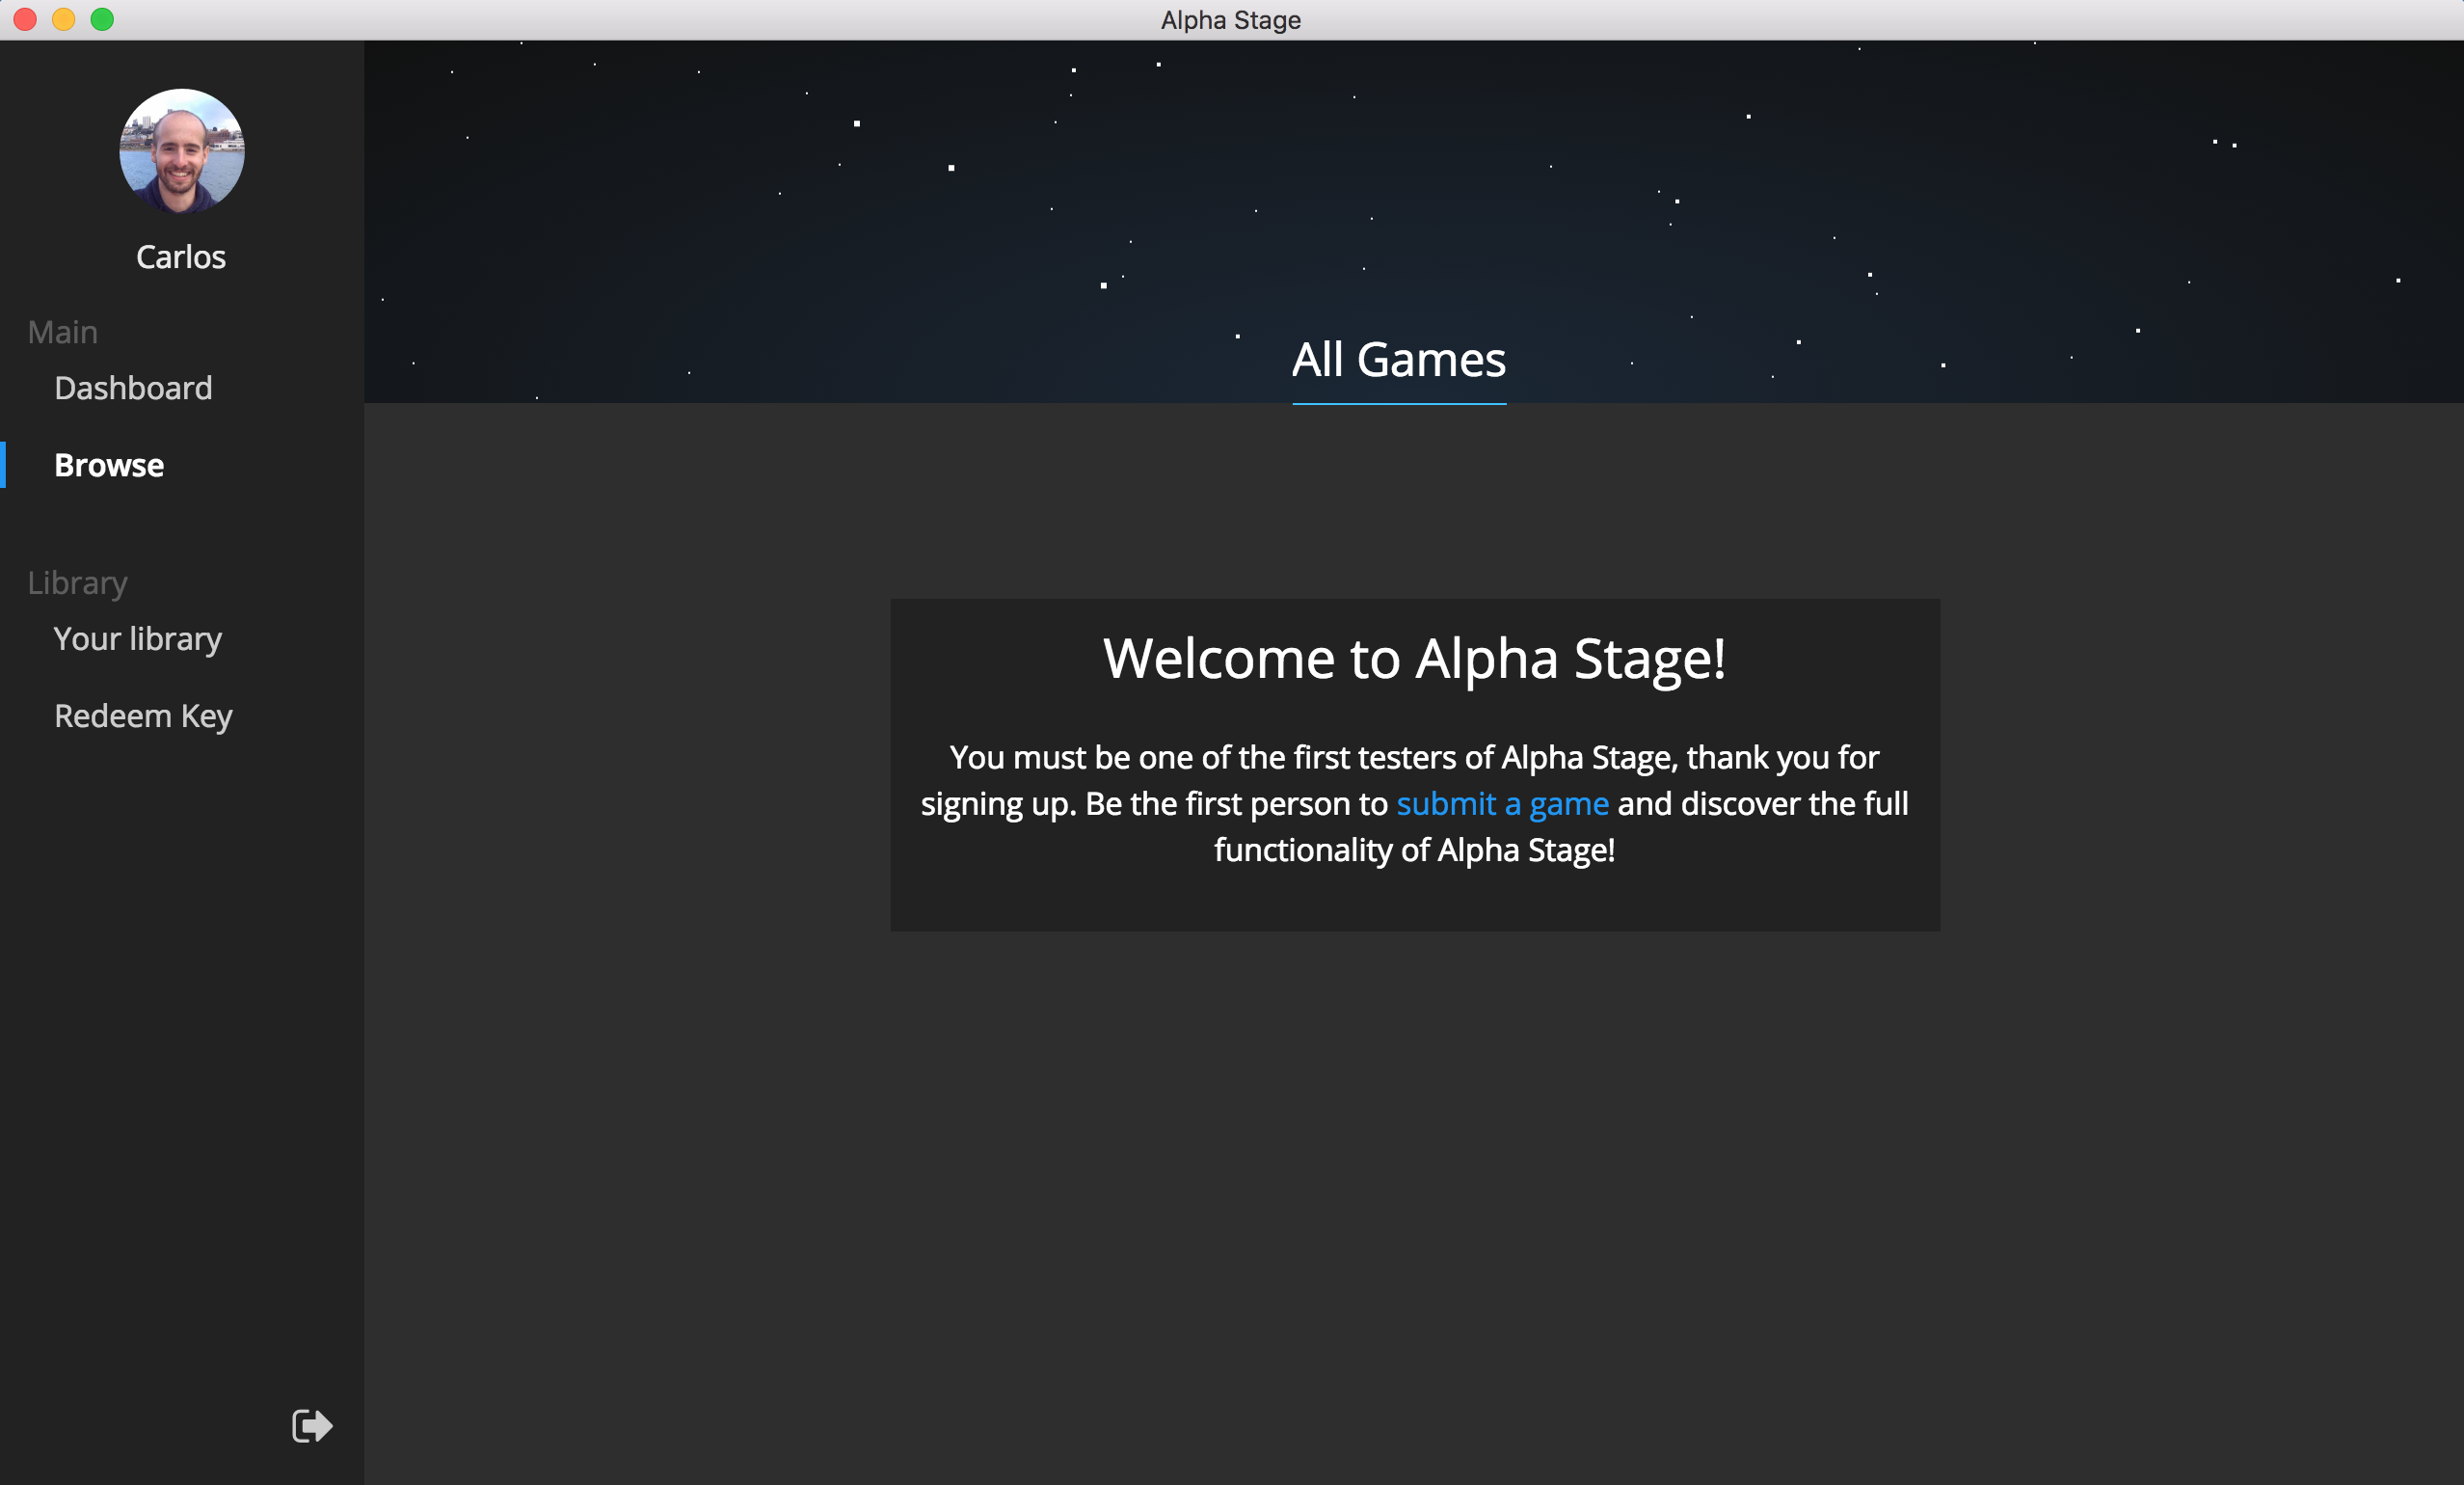 Alpha Stage
Carlos
Main
Dashboard
Browse
Library
Your library
Redeem Key
All Games
Welcome to Alpha Stage!
You must be one of the first testers of Alpha Stage, thank you for
signing up. Be the first person to submit a game and discover the full
functionality of Alpha Stage!